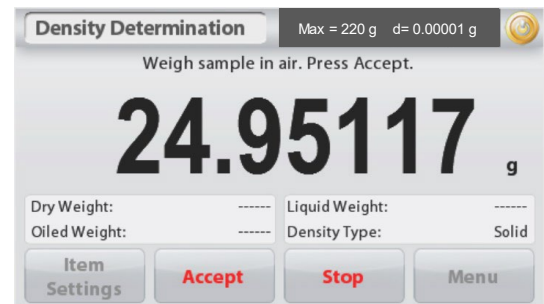 Density Determination Max = 220 g d= 0.00001 g
Weigh sample in air. Press Accept.
24.95117 g
Dry Weight: ------ Liquid Weight: ------
Oiled Weight: ------ Density Type: Solid
Item Settings Accept Stop Menu